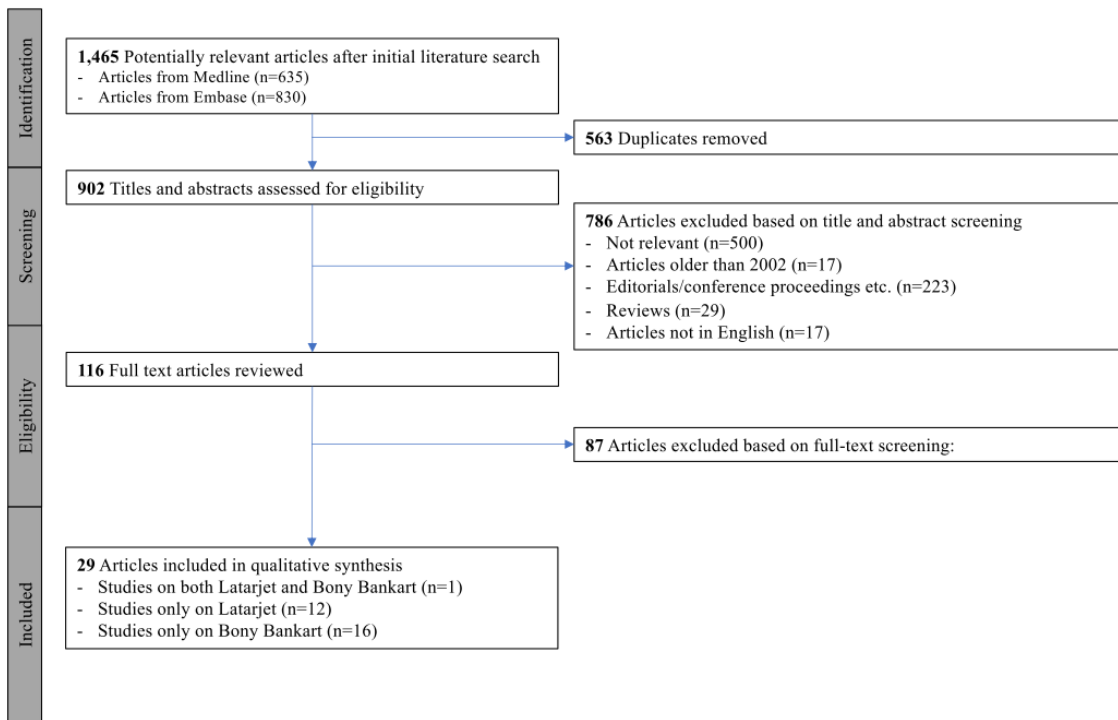 Identification
1,465 Potentially relevant articles after initial literature search
- Articles from Medline (n=635)
- Articles from Embase (n=830)
563 Duplicates removed
Screening
902 Titles and abstracts assessed for eligibility
786 Articles excluded based on title and abstract screening
- Not relevant (n=500)
- Articles older than 2002 (n=17)
- Editorials/conference proceedings etc. (n=223)
- Reviews (n=29)
- Articles not in English (n=17)
Eligibility
116 Full text articles reviewed
87 Articles excluded based on full-text screening:
Included
29 Articles included in qualitative synthesis
- Studies on both Latarjet and Bony Bankart (n=1)
- Studies only on Latarjet (n=12)
- Studies only on Bony Bankart (n=16)